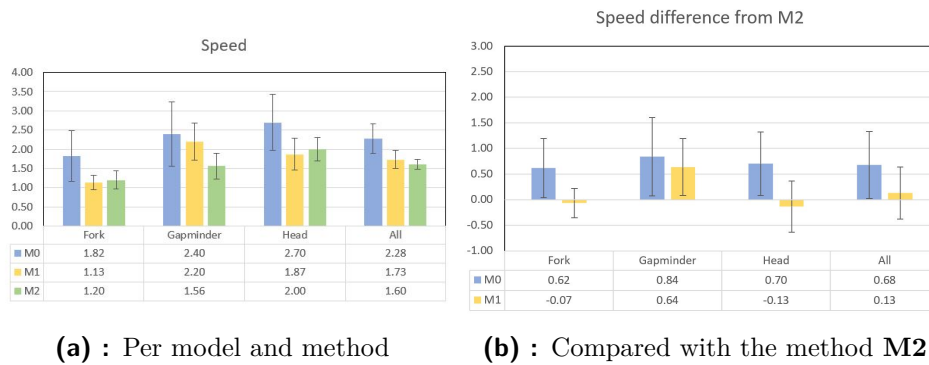 Speed
4.00
3.50
3.00
2.50
2.00
1.50
1.00
0.50
0.00
Fork Gapminder Head All
M0 1.82 2.40 2.70 2.28
M1 1.13 2.20 1.87 1.73
M2 1.20 1.56 2.00 1.60
(a) : Per model and method
Speed difference from M2
3.00
2.50
2.00
1.50
1.00
0.50
0.00
-0.50
-1.00
Fork Gapminder Head All
M0 0.62 0.84 0.70 0.68
M1 -0.07 0.64 -0.13 0.13
(b) : Compared with the method M2